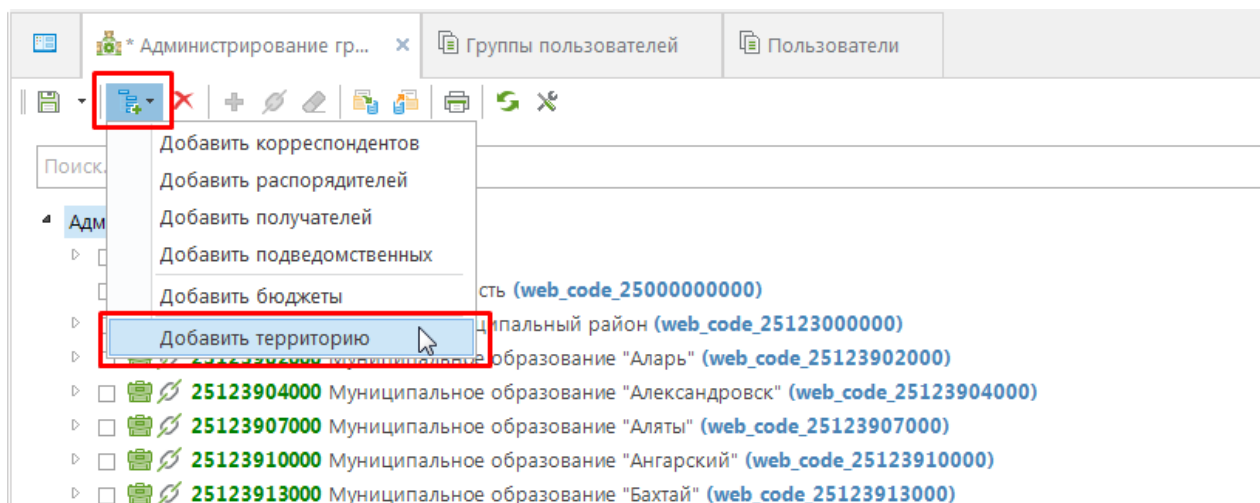 * Администрирование гр... Группы пользователей Пользователи
Добавить корреспондентов
Поиск.
Добавить распорядителей
Адм Добавить получателей
Добавить подведомственных
Добавить бюджеты сть (web_code_25000000000)
ципальный район (web_code_25123000000)
Добавить территорию
25123902000 Муниципальное образование "Аларь" (web_code_25123902000)
25123904000 Муниципальное образование "Александровск" (web_code_25123904000)
25123907000 Муниципальное образование "Аляты" (web_code_25123907000)
25123910000 Муниципальное образование "Ангарский" (web_code_25123910000)
25123913000 Муниципальное образование "Бахтай" (web_code_25123913000)